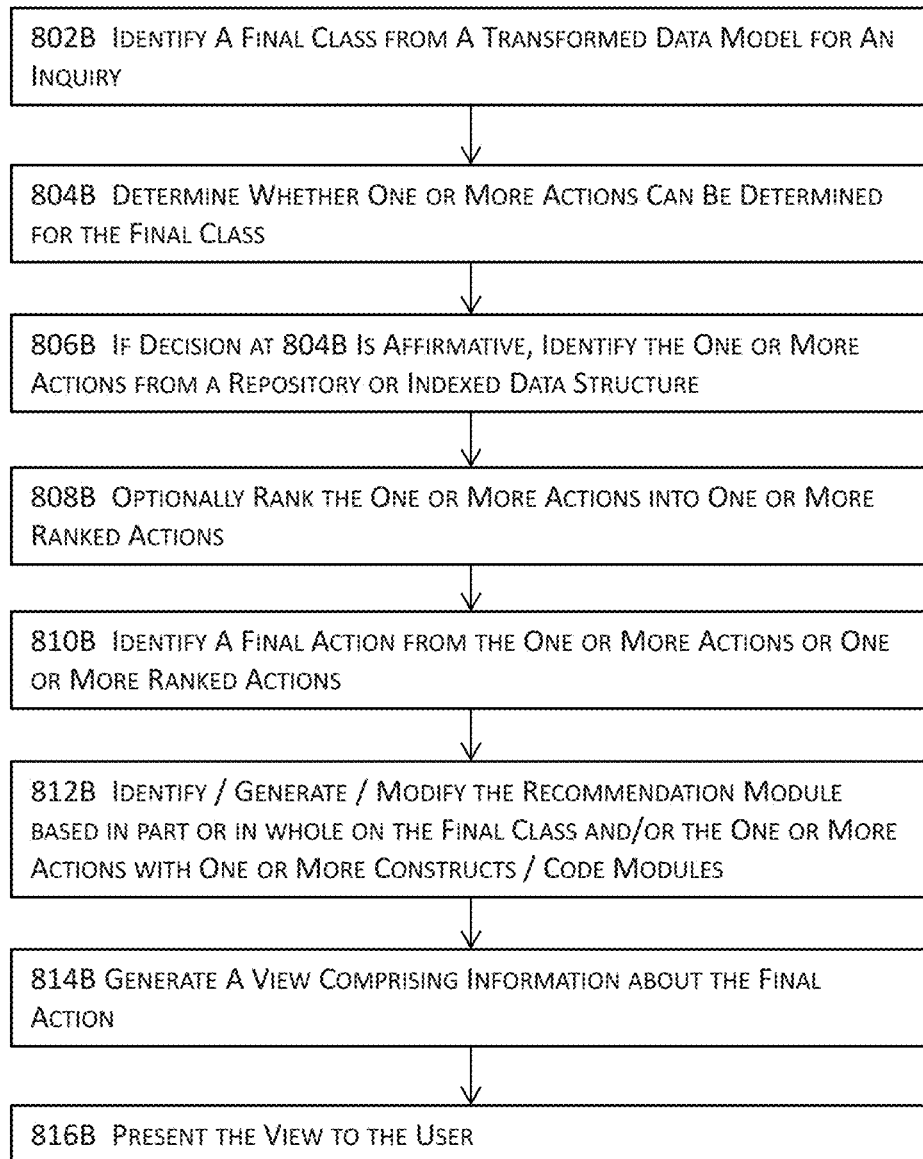 802B Identify A Final Class from A Transformed Data Model for An
Inquiry
804B Determine Whether One or More Actions Can Be Determined
for the Final Class
806B If Decision at 804B Is Affirmative, Identify the One or More
Actions from a Repository or Indexed Data Structure
808B Optionally Rank the One or More Actions into One or More
Ranked Actions
810B Identify A Final Action from the One or More Actions or One
or More Ranked Actions
812B Identify / Generate / Modify the Recommendation Module
based in part or in whole on the Final Class and/or the One or More
Actions with One or More Constructs / Code Modules
814B Generate A View Comprising Information about the Final
Action
816B Present the View to the User